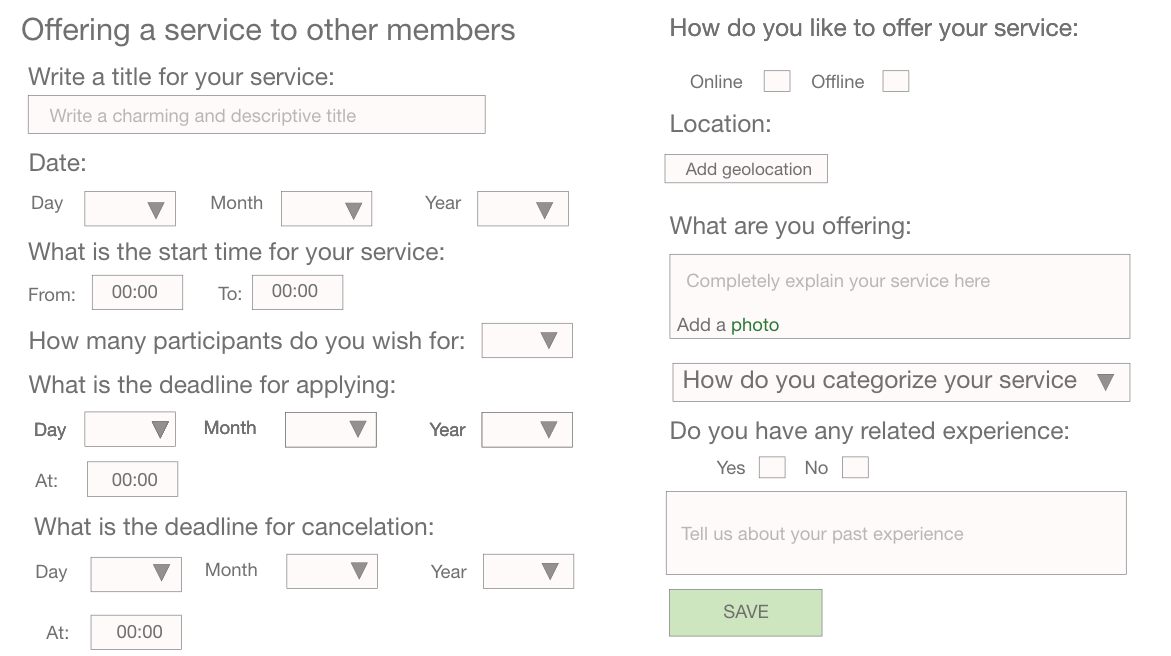 Offering a service to other members
Write a title for your service:
Write a charming and descriptive title
Date:
Day Month Year
What is the start time for your service:
From: 00:00 To: 00:00
How many participants do you wish for:
What is the deadline for applying:
Day Month Year
At: 00:00
What is the deadline for cancelation:
Day Month Year
At: 00:00
How do you like to offer your service:
Online Offline
Location:
Add geolocation
What are you offering:
Completely explain your service here
Add a photo
How do you categorize your service
Do you have any related experience:
Yes No
Tell us about your past experience
SAVE